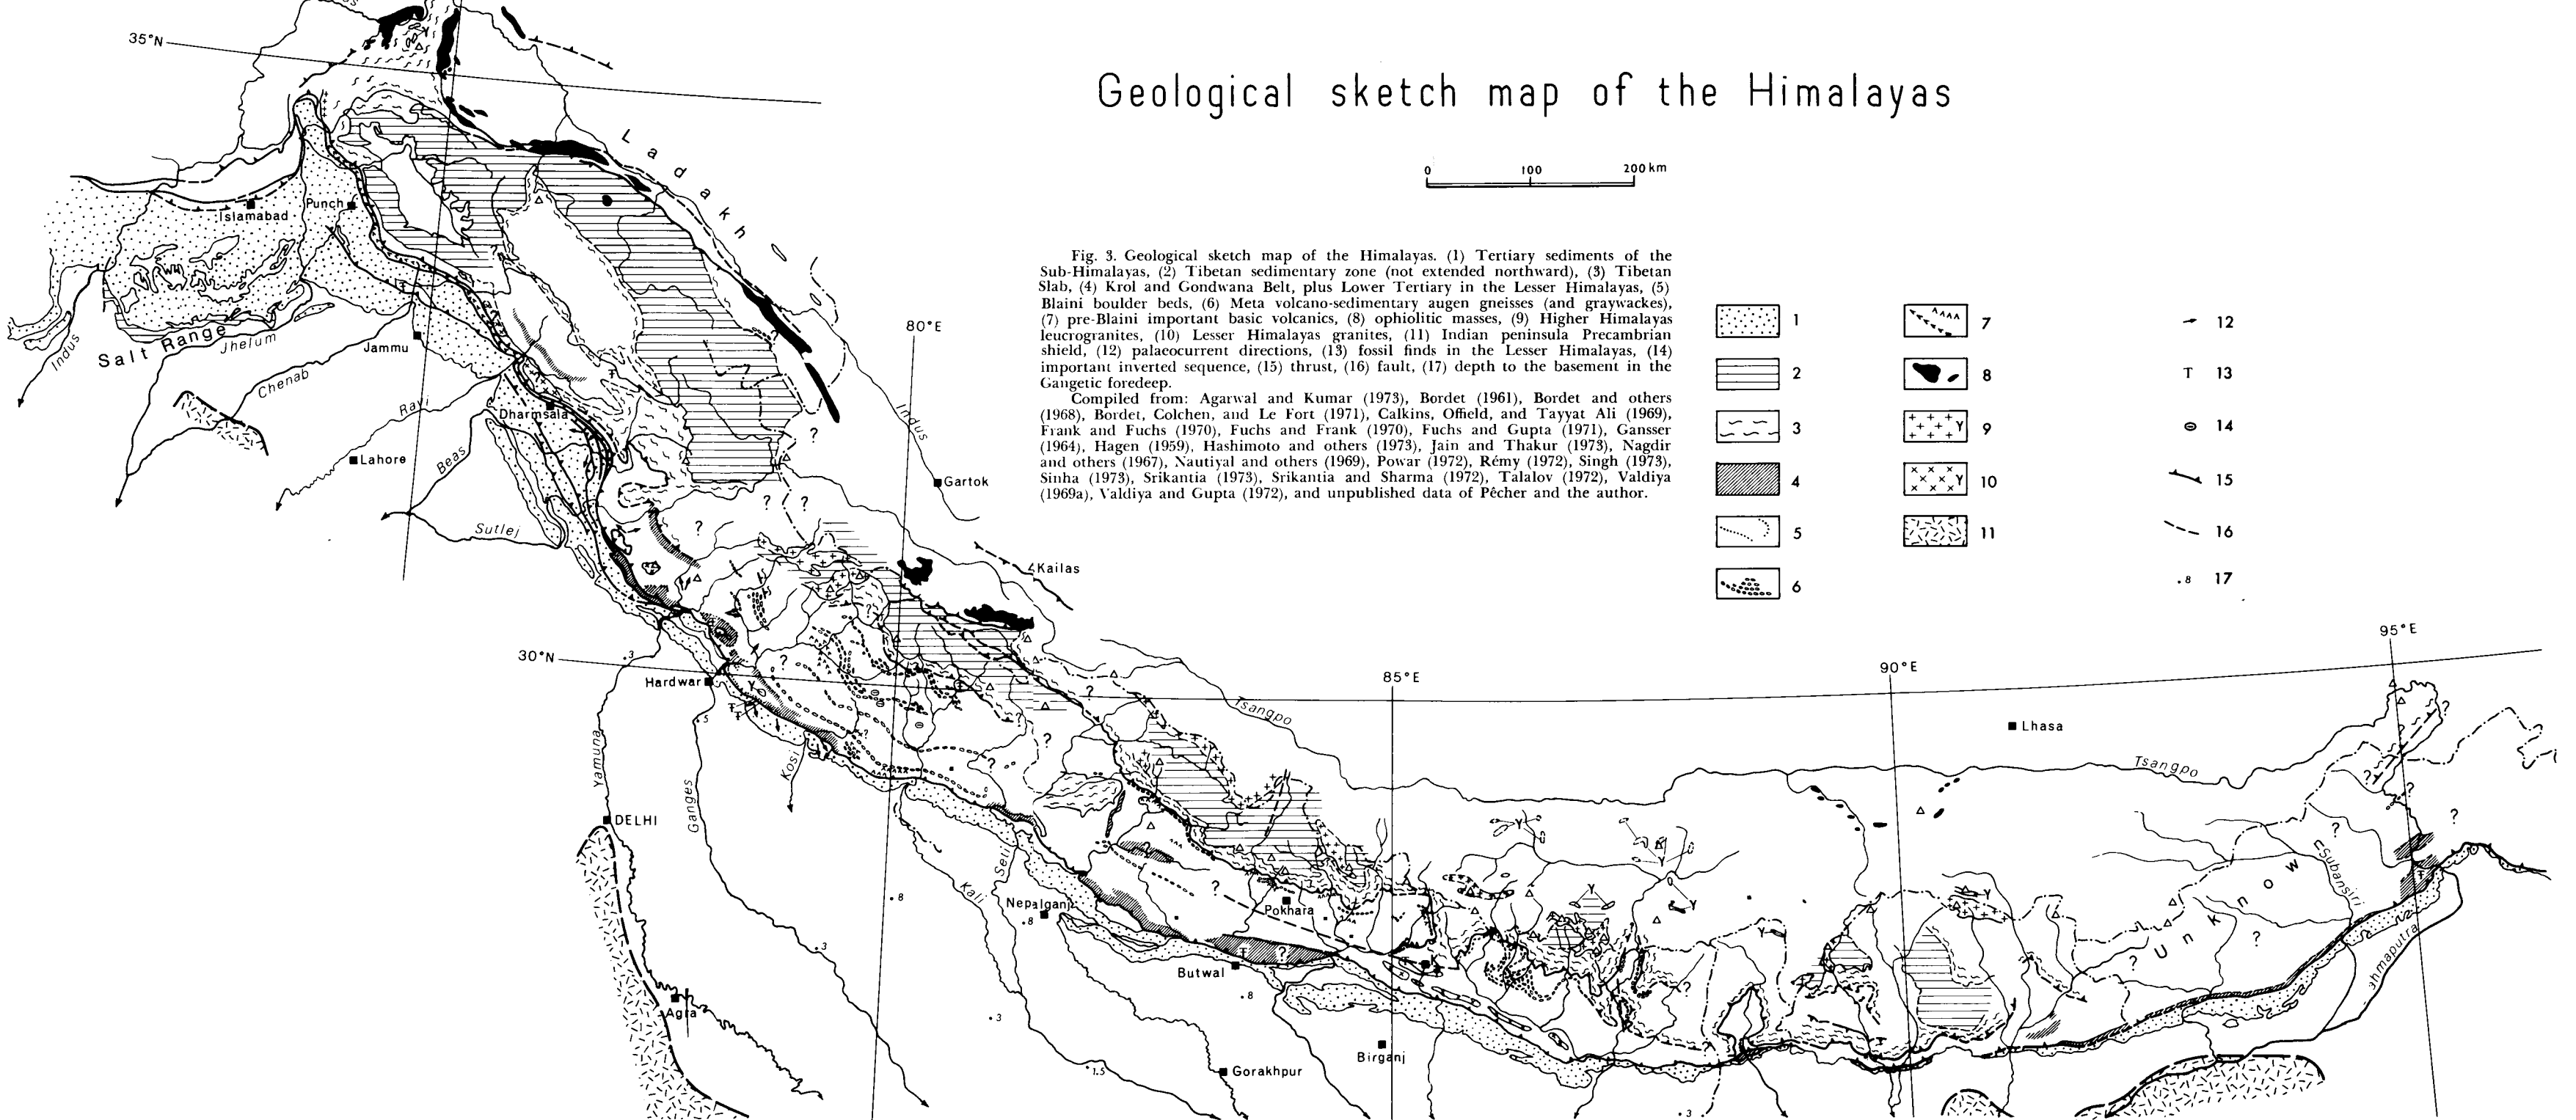 Geological sketch map of the Himalayas
0 100 200 km
Fig. 3. Geological sketch map of the Himalayas. (1) Tertiary sediments of the
Sub-Himalayas, (2) Tibetan sedimentary zone (not extended northward), (3) Tibetan
Slab, (4) Krol and Gondwana Belt, plus Lower Tertiary in the Lesser Himalayas, (5)
Blaini boulder beds, (6) Meta volcano-sedimentary augen gneisses (and graywackes),
(7) pre-Blaini important basic volcanics, (8) ophiolitic masses, (9) Higher Himalayas
leucrogranites, (10) Lesser Himalayas granites, (11) Indian peninsula Precambrian
shield, (12) palaeocurrent directions, (13) fossil finds in the Lesser Himalayas, (14)
important inverted sequence, (15) thrust, (16) fault, (17) depth to the basement in the
Gangetic foredeep.
Compiled from: Agarwal and Kumar (1973), Bordet (1961), Bordet and others
(1968), Bordet, Colchen, and Le Fort (1971), Calkins, Offield, and Tayyat Ali (1969),
Frank and Fuchs (1970), Fuchs and Frank (1970), Fuchs and Gupta (1971), Gansser
(1964), Hagen (1959), Hashimoto and others (1973), Jain and Thakur (1973), Nagdir
and others (1967), Nautiyal and others (1969), Powar (1972), Rémy (1972), Singh (1973),
Sinha (1973), Srikantia (1973), Srikantia and Sharma (1972), Talalov (1972), Valdiya
(1969a), Valdiya and Gupta (1972), and unpublished data of Pêcher and the author.
1
2
3
4
5
6
7
8
9
10
11
12
T 13
14
15
16
.8 17
35°N
Ladakh
Islamabad
Punch
Salt Range
Indus
Jhelum
Jammu
Chenab
Ravi
Dharmsala
80°E
Indus
Lahore
Beas
Gartok
Sutlej
Kailas
30°N
.3
Hardwar
.5
85°E
90°E
95°E
Tsangpo
Lhasa
Tsangpo
Yamuna
Ganges
Kosi
DELHI
Seti
Kali
.8
Nepalganj
.8
Pokhara
Subansiri
Unknow
.3
Butwal
.8
Agra
.3
Birganj
.1.5
Gorakhpur
.3
ahmaputra